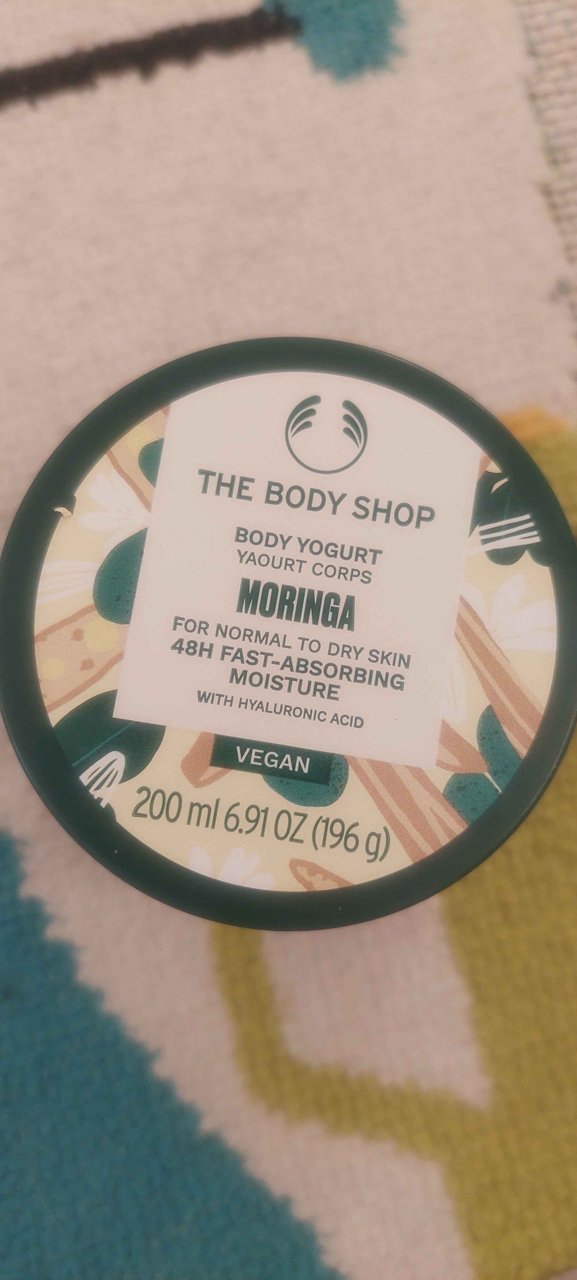 THE BODY SHOP
BODY YOGURT
YAOURT CORPS
MORINGA
FOR NORMAL TO DRY SKIN
48H FAST-ABSORBING
MOISTURE
WITH HYALURONIC ACID
VEGAN
200 ml 6.91 OZ (196 g)